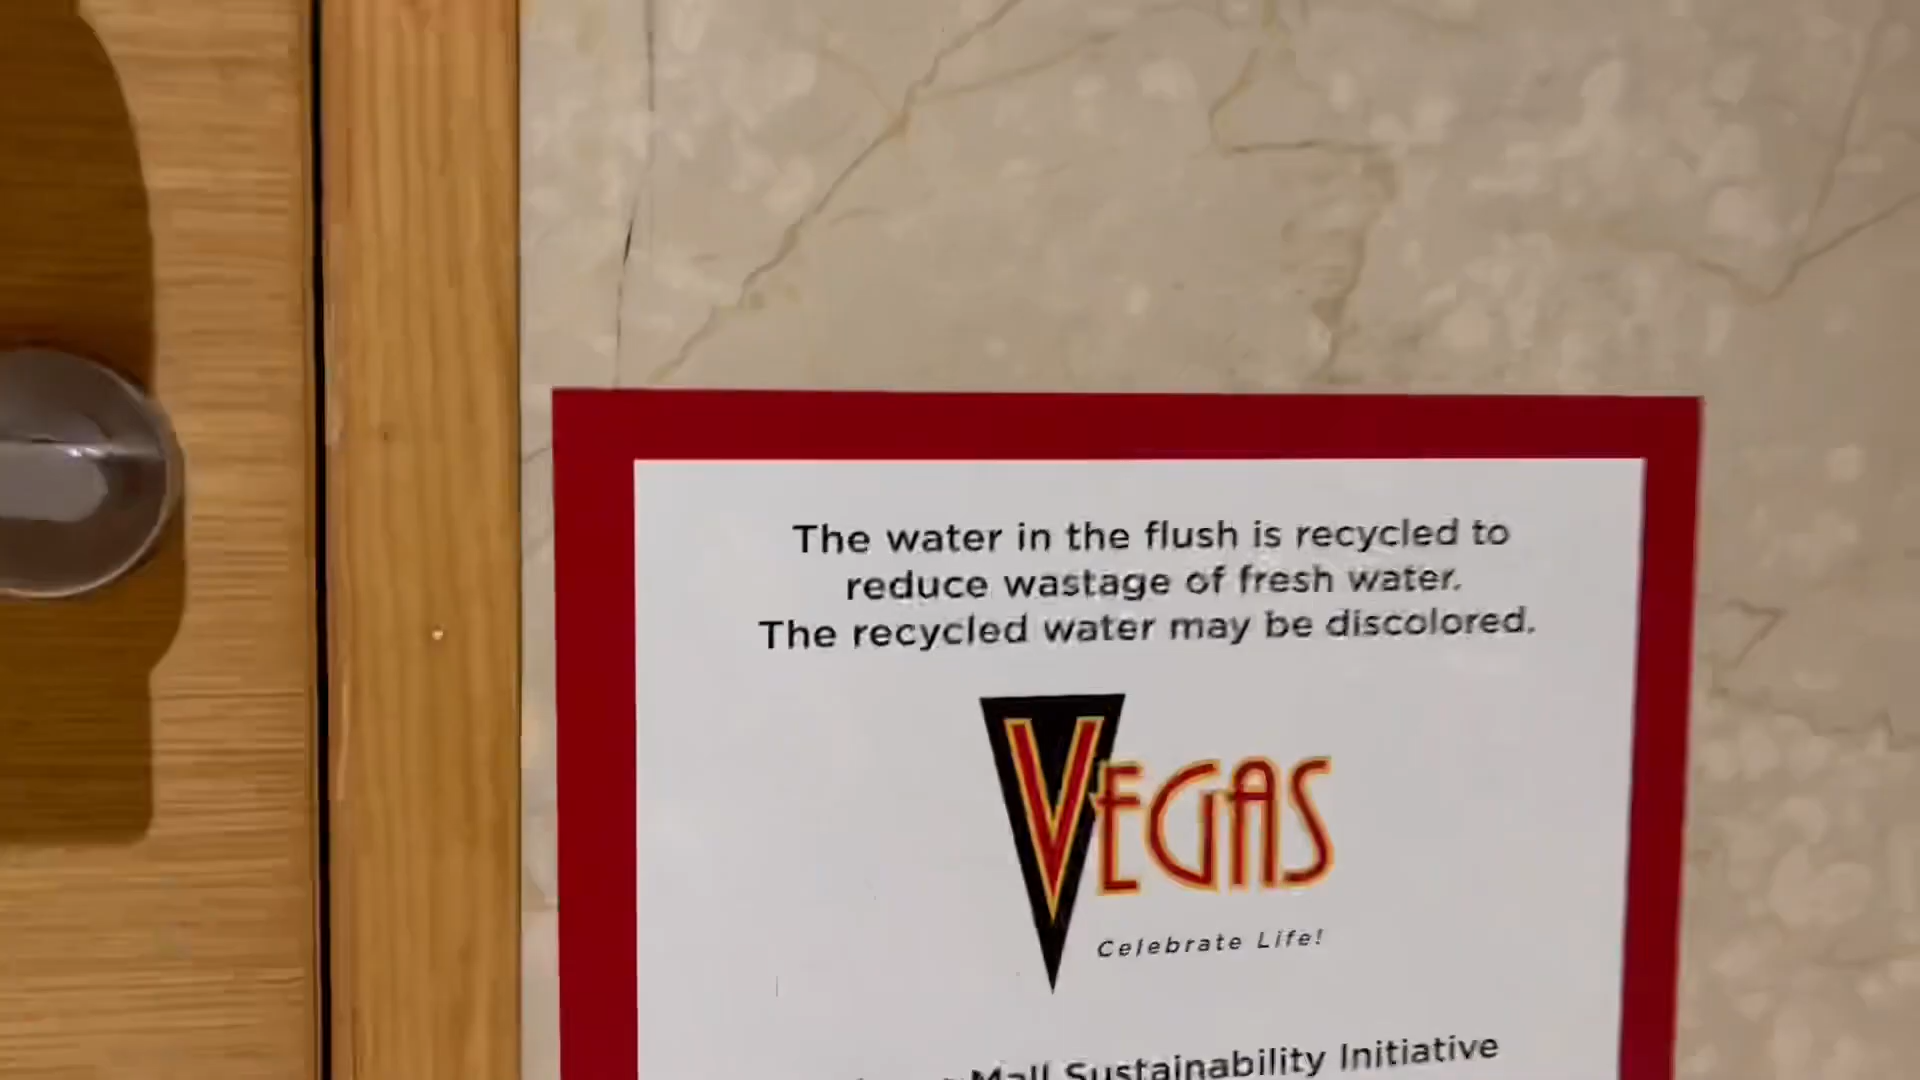 The water in the flush is recycled to
reduce wastage of fresh water.
The recycled water may be discolored.
VEGAS
Celebrate Life!
Mall Sustainability Initiative